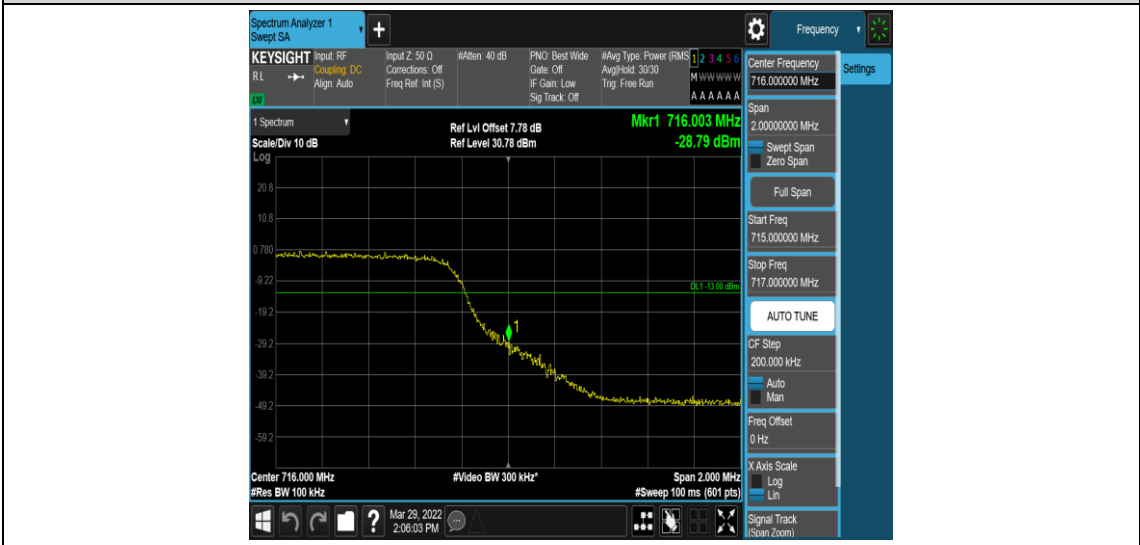 Spectrum Analyzer 1
Swept SA
+
Frequency
KEYSIGHT
RL
LXI
Input: RF
Coupling: DC
Align: Auto
Input Z: 50 Ω
Corrections: Off
Freq Ref: Int (S)
#Atten: 40 dB
PNO: Best Wide
Gate: Off
IF Gain: Low
Sig Track: Off
#Avg Type: Power (RMS
Avg|Hold: 30/30
Trig: Free Run
1 2 3 4 5 6
M W W W W W
A A A A A A
1 Spectrum
Scale/Div 10 dB
Log
Ref Lvl Offset 7.78 dB
Ref Level 30.78 dBm
Mkr1 716.003 MHz
-28.79 dBm
20.8
10.8
0.780
-9.22
-19.2
-29.2
-39.2
-49.2
-59.2
DL1 -13.00 dBm
1
Center 716.000 MHz
#Res BW 100 kHz
#Video BW 300 kHz*
Span 2.000 MHz
#Sweep 100 ms (601 pts)
Center Frequency
716.000000 MHz
Settings
Span
2.00000000 MHz
Swept Span
Zero Span
Full Span
Start Freq
715.000000 MHz
Stop Freq
717.000000 MHz
AUTO TUNE
CF Step
200.000 kHz
Auto
Man
Freq Offset
0 Hz
X Axis Scale
Log
Lin
Signal Track
(Span Zoom)
?
Mar 29, 2022
2:06:03 PM